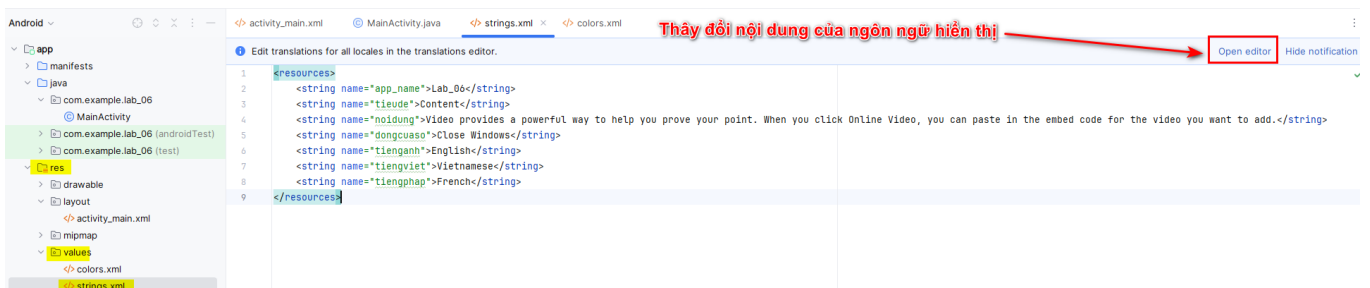 Android
activity_main.xml
MainActivity.java
strings.xml
colors.xml
Thây đổi nội dung của ngôn ngữ hiển thị
app
manifests
java
com.example.lab_06
MainActivity
com.example.lab_06 (androidTest)
com.example.lab_06 (test)
res
drawable
layout
activity_main.xml
mipmap
values
colors.xml
strings.xml
Edit translations for all locales in the translations editor.
Open editor
Hide notification
1 <resources>
2 <string name="app_name">Lab_06</string>
3 <string name="tieude">Content</string>
4 <string name="noidung">Video provides a powerful way to help you prove your point. When you click Online Video, you can paste in the embed code for the video you want to add.</string>
5 <string name="dongcuaso">Close Windows</string>
6 <string name="tienganh">English</string>
7 <string name="tiengviet">Vietnamese</string>
8 <string name="tiengphap">French</string>
9 </resources>